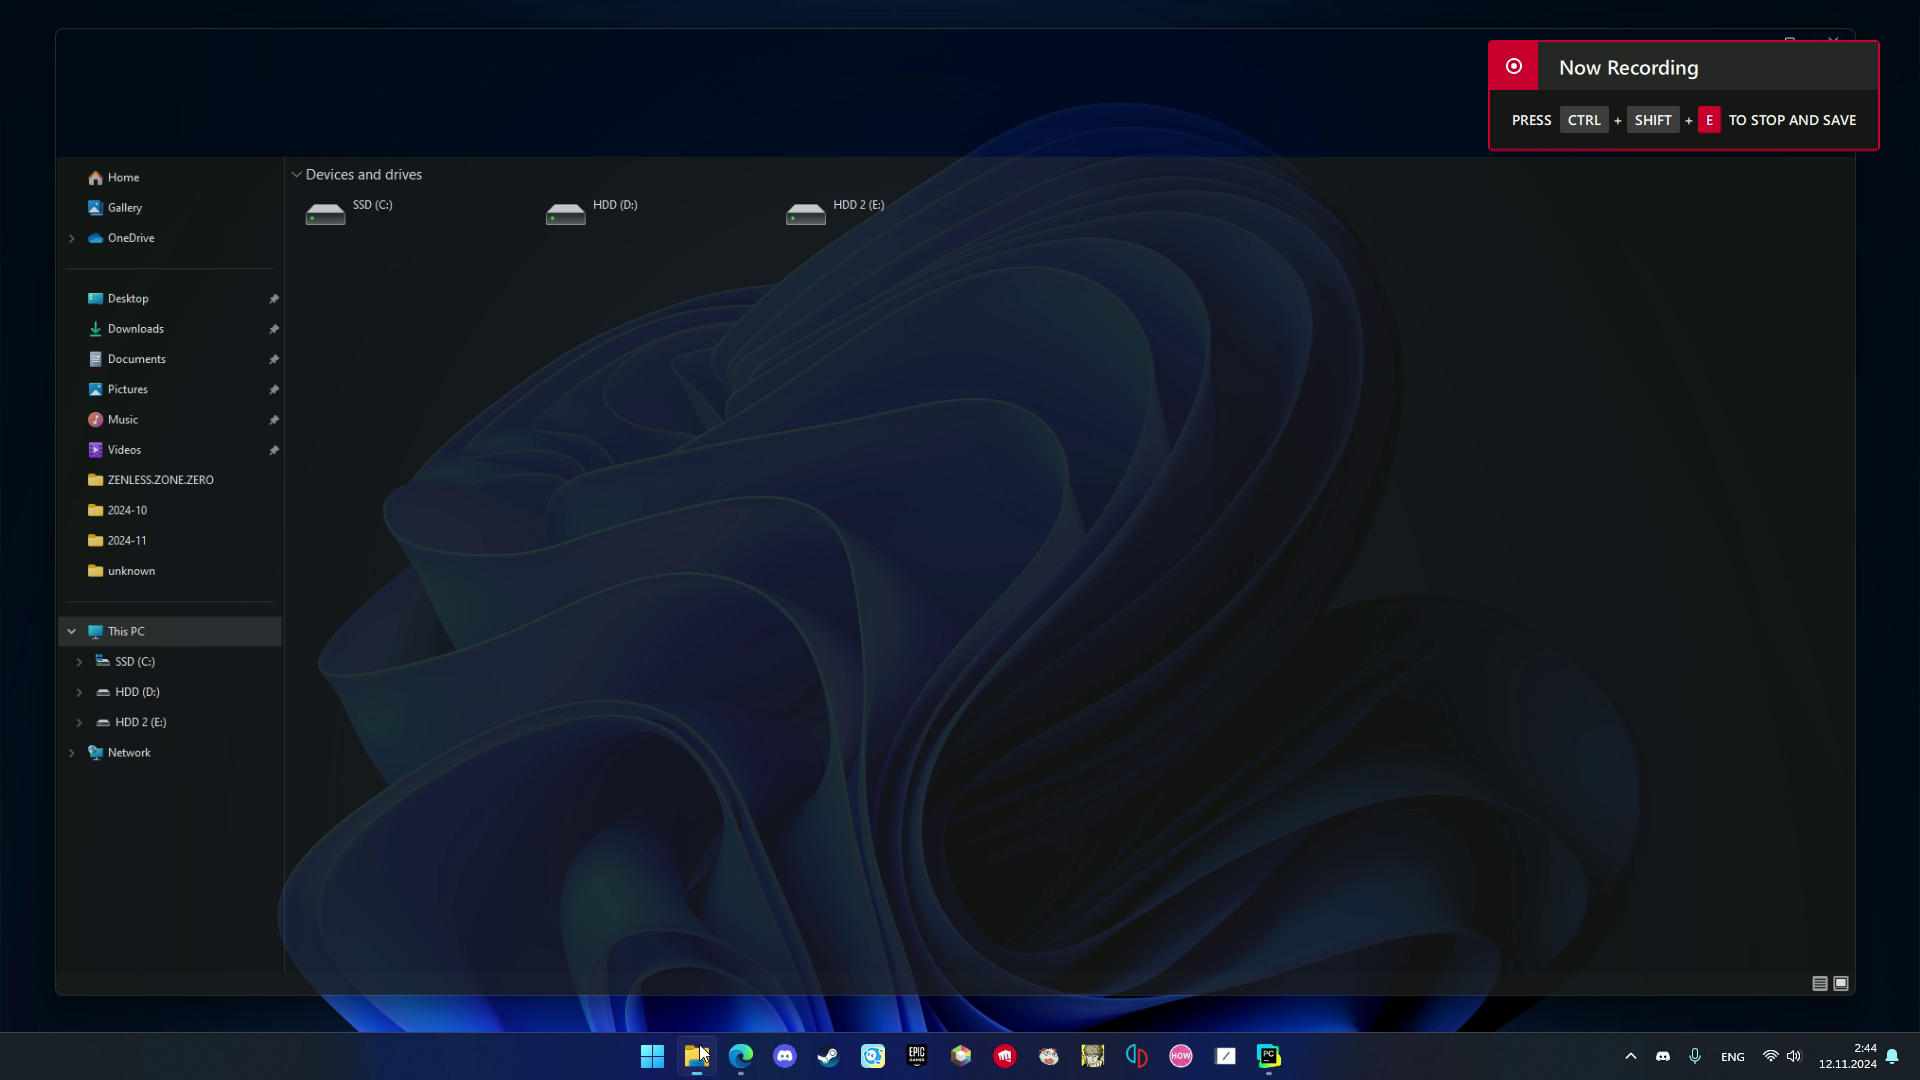 Now Recording
PRESS CTRL + SHIFT + E TO STOP AND SAVE
Home
Gallery
OneDrive
Desktop
Downloads
Documents
Pictures
Music
Videos
ZENLESS.ZONE.ZERO
2024-10
2024-11
unknown
This PC
SSD (C:)
HDD (D:)
HDD 2 (E:)
Network
Devices and drives
SSD (C:)
HDD (D:)
HDD 2 (E:)
EPIC
GAMES
HOW
PC
ENG
2:44
12.11.2024